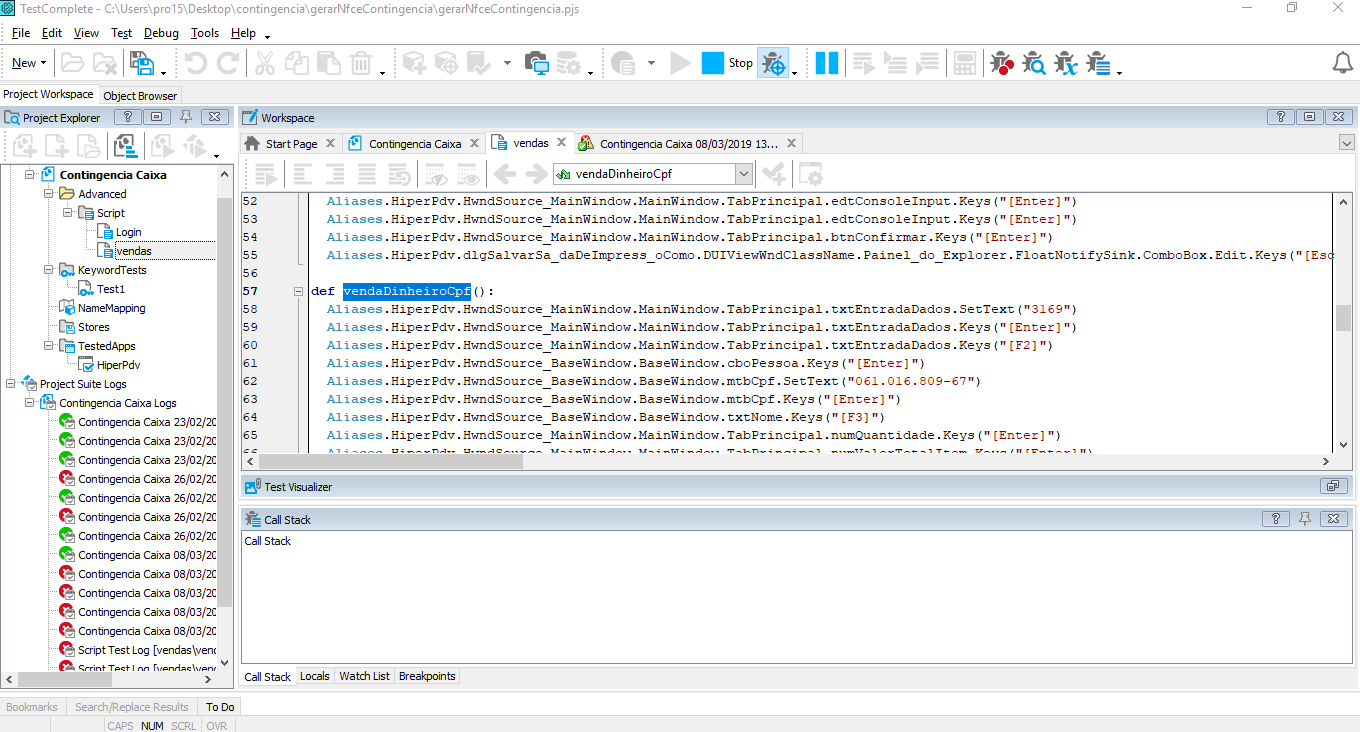 TestComplete - C:\Users\pro15\Desktop\contingencia\gerarNfceContingencia\gerarNfceContingencia.pjs
File Edit View Test Debug Tools Help
New Stop
Project Workspace Object Browser
Project Explorer
Contingencia Caixa
Advanced
Script
Login
vendas
KeywordTests
Test1
NameMapping
Stores
TestedApps
HiperPdv
Project Suite Logs
Contingencia Caixa Logs
Contingencia Caixa 23/02/20
Contingencia Caixa 23/02/20
Contingencia Caixa 23/02/20
Contingencia Caixa 26/02/20
Contingencia Caixa 26/02/20
Contingencia Caixa 26/02/20
Contingencia Caixa 26/02/20
Contingencia Caixa 08/03/20
Contingencia Caixa 08/03/20
Contingencia Caixa 08/03/20
Contingencia Caixa 08/03/20
Contingencia Caixa 08/03/20
Script Test Log [vendas\venc
Script Test Log [vendas\venc
Workspace
Start Page Contingencia Caixa vendas Contingencia Caixa 08/03/2019 13...
vendaDinheiroCpf
52 Aliases.HiperPdv.HwndSource_MainWindow.MainWindow.TabPrincipal.edtConsoleInput.Keys("[Enter]")
53 Aliases.HiperPdv.HwndSource_MainWindow.MainWindow.TabPrincipal.edtConsoleInput.Keys("[Enter]")
54 Aliases.HiperPdv.HwndSource_MainWindow.MainWindow.TabPrincipal.btnConfirmar.Keys("[Enter]")
55 Aliases.HiperPdv.dlgSalvarSa_daDeImpress_oComo.DUIViewWndClassName.Painel_do_Explorer.FloatNotifySink.ComboBox.Edit.Keys("[Esc
56
57 def vendaDinheiroCpf():
58 Aliases.HiperPdv.HwndSource_MainWindow.MainWindow.TabPrincipal.txtEntradaDados.SetText("3169")
59 Aliases.HiperPdv.HwndSource_MainWindow.MainWindow.TabPrincipal.txtEntradaDados.Keys("[Enter]")
60 Aliases.HiperPdv.HwndSource_MainWindow.MainWindow.TabPrincipal.txtEntradaDados.Keys("[F2]")
61 Aliases.HiperPdv.HwndSource_BaseWindow.BaseWindow.cboPessoa.Keys("[Enter]")
62 Aliases.HiperPdv.HwndSource_BaseWindow.BaseWindow.mtbCpf.SetText("061.016.809-67")
63 Aliases.HiperPdv.HwndSource_BaseWindow.BaseWindow.mtbCpf.Keys("[Enter]")
64 Aliases.HiperPdv.HwndSource_BaseWindow.BaseWindow.txtNome.Keys("[F3]")
65 Aliases.HiperPdv.HwndSource_MainWindow.MainWindow.TabPrincipal.numQuantidade.Keys("[Enter]")
66 Aliases.HiperPdv.HwndSource_MainWindow.MainWindow.TabPrincipal.numValorTotalItem.Keys("[Enter]")
Test Visualizer
Call Stack
Call Stack
Call Stack Locals Watch List Breakpoints
Bookmarks Search/Replace Results To Do
CAPS NUM SCRL OVR